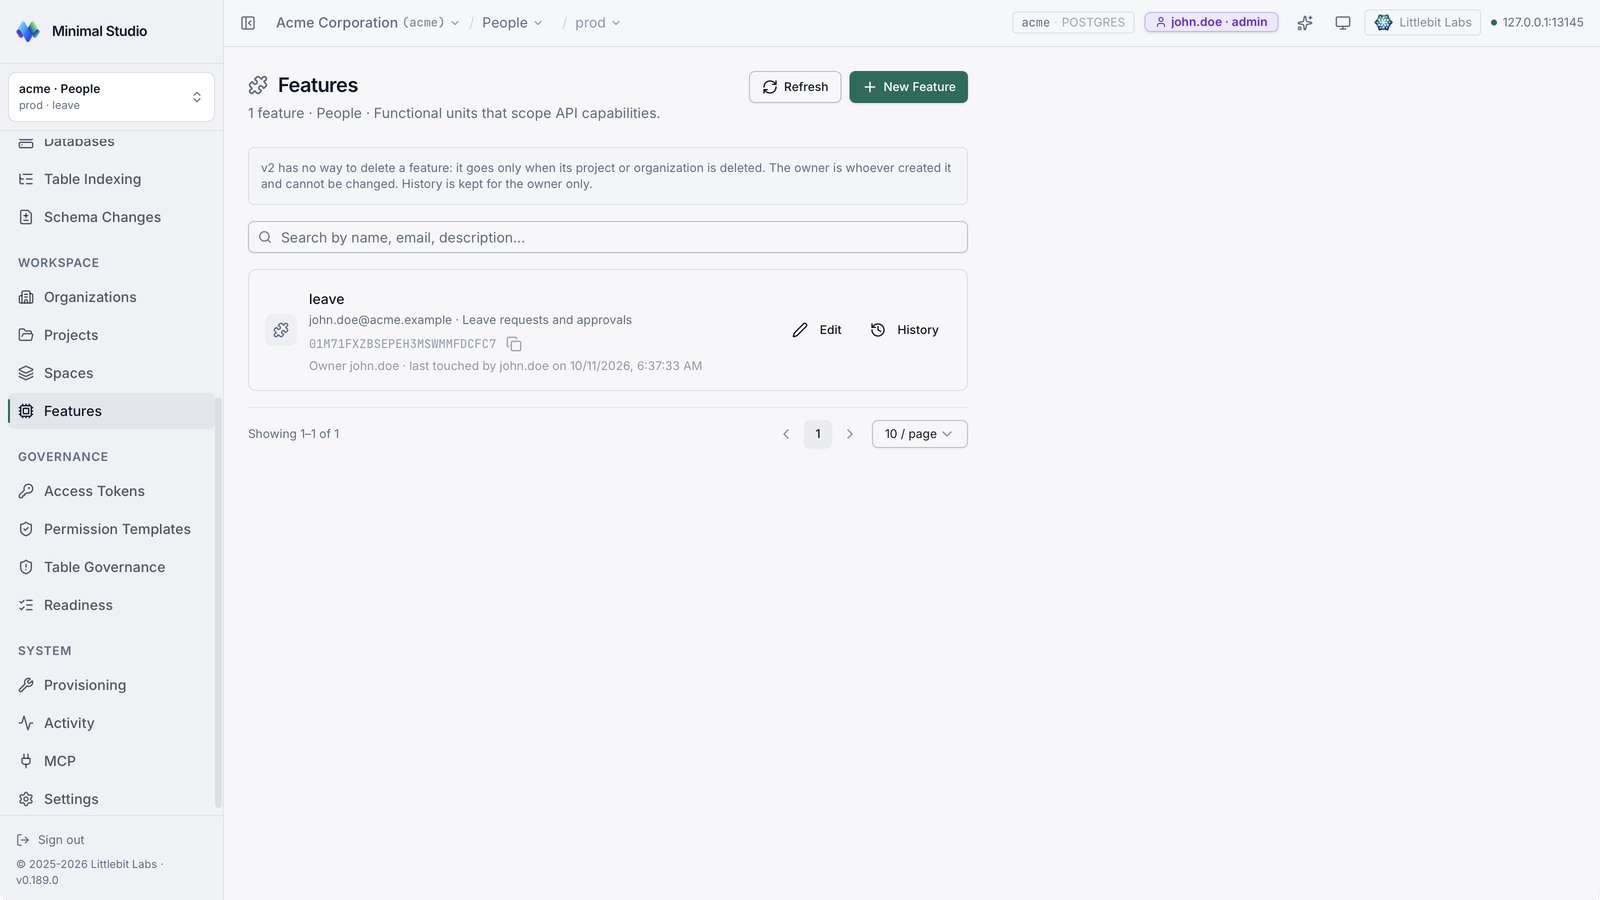 Minimal Studio
acme · People
prod · leave
Databases
Table Indexing
Schema Changes
WORKSPACE
Organizations
Projects
Spaces
Features
GOVERNANCE
Access Tokens
Permission Templates
Table Governance
Readiness
SYSTEM
Provisioning
Activity
MCP
Settings
Sign out
© 2025-2026 Littlebit Labs ·
v0.189.0
Acme Corporation (acme) / People / prod
acme · POSTGRES
john.doe · admin
Littlebit Labs
127.0.0.1:13145
Features
Refresh
New Feature
1 feature · People · Functional units that scope API capabilities.
v2 has no way to delete a feature: it goes only when its project or organization is deleted. The owner is whoever created it
and cannot be changed. History is kept for the owner only.
Search by name, email, description...
leave
john.doe@acme.example · Leave requests and approvals
01M71FXZBSEPEH3MSWMMFDCFC7
Owner john.doe · last touched by john.doe on 10/11/2026, 6:37:33 AM
Edit
History
Showing 1–1 of 1
1
10 / page